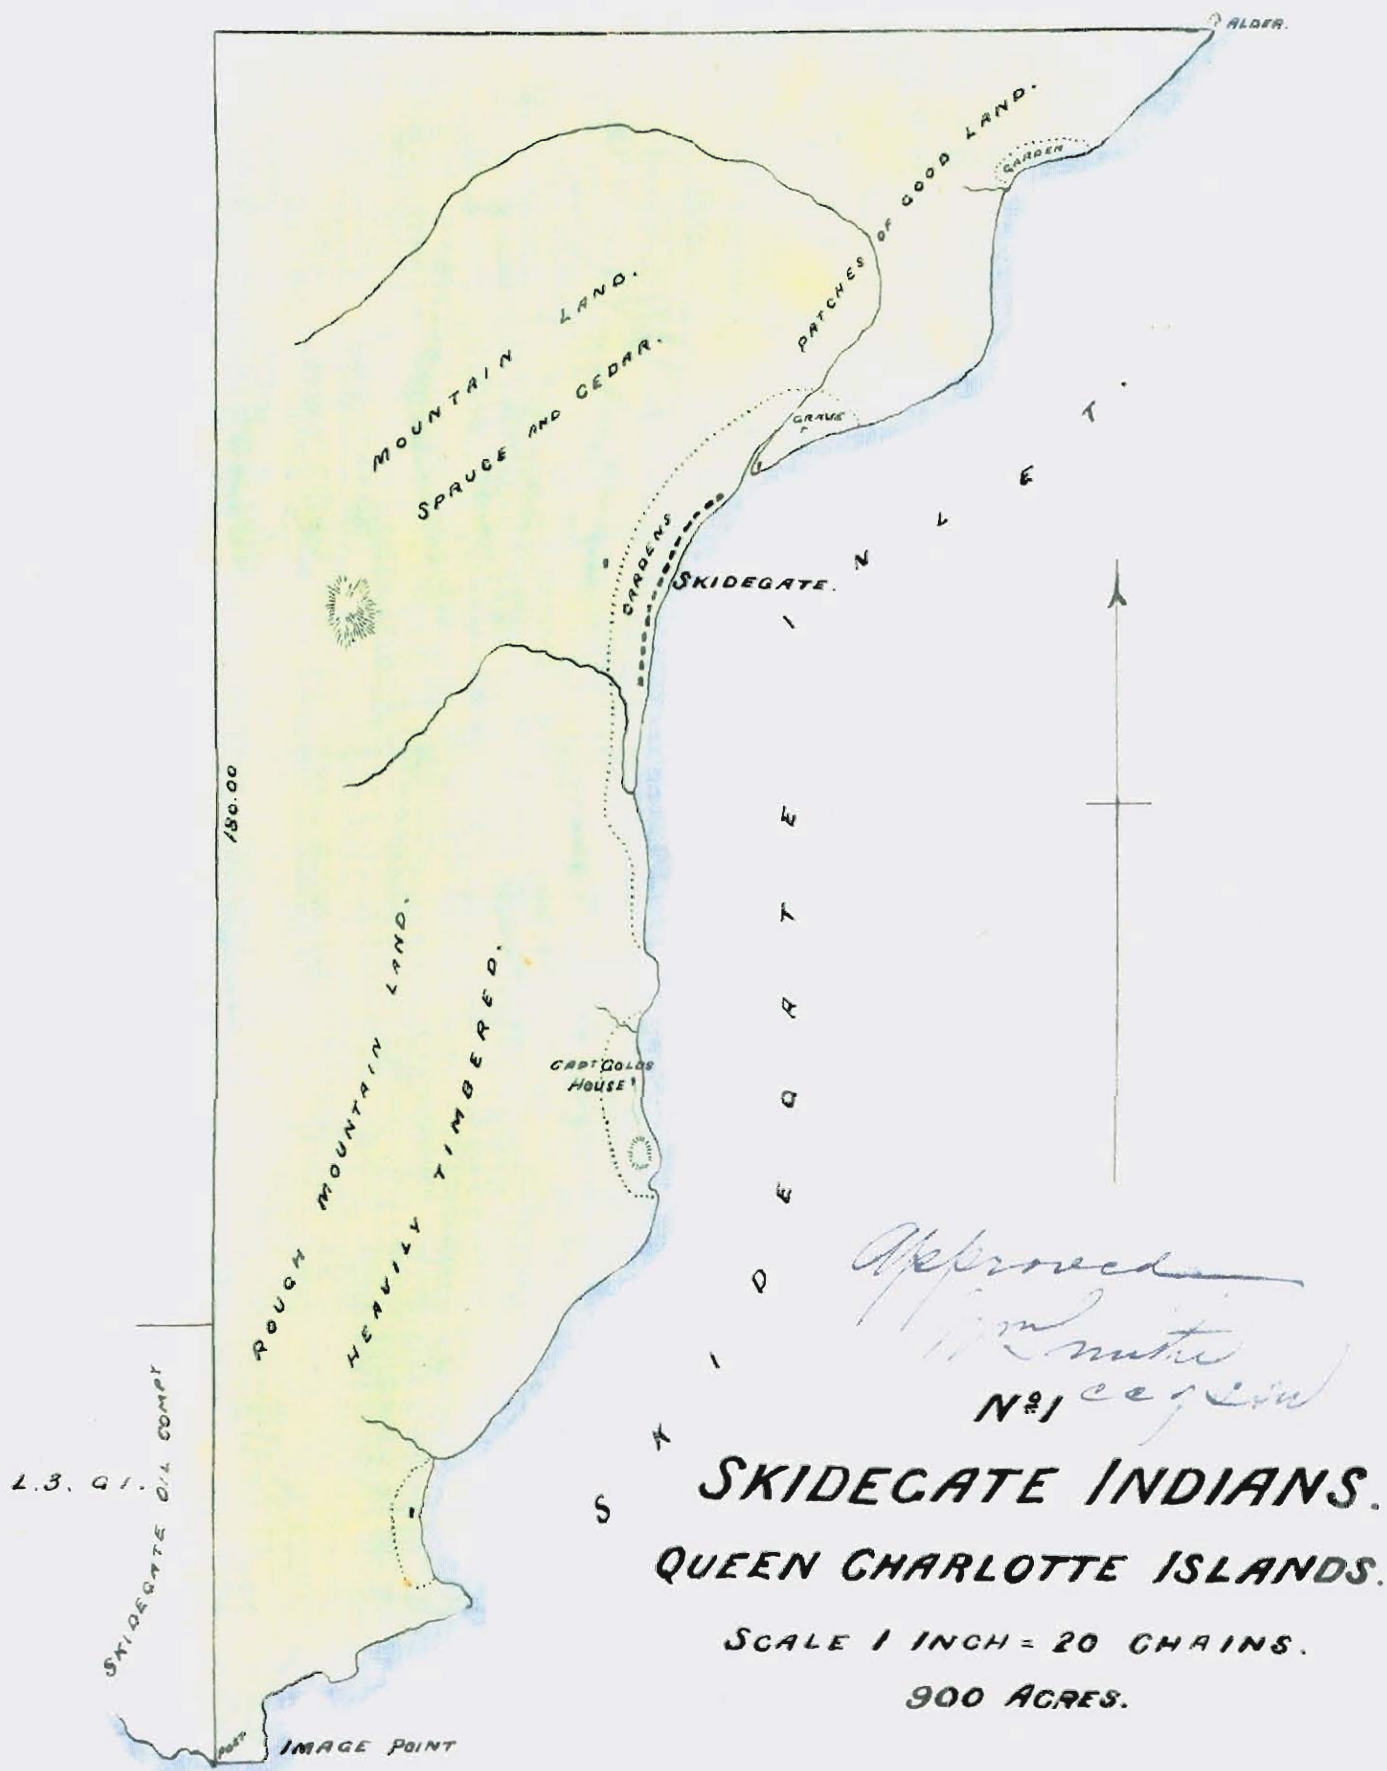 ALDER.
PATCHES OF GOOD LAND.
GARDEN
MOUNTAIN LAND.
SPRUCE AND CEDAR.
GRAVE
GARDENS
SKIDEGATE.
SKIDEGATE INLET.
180.00
ROUGH MOUNTAIN LAND.
HEAVILY TIMBERED.
CAPT GOLDS
HOUSE
L.3. G 1.
SKIDEGATE OIL COMPY
POST
IMAGE POINT
Approved
Nº1
SKIDEGATE INDIANS.
QUEEN CHARLOTTE ISLANDS.
SCALE 1 INCH = 20 CHAINS.
900 ACRES.